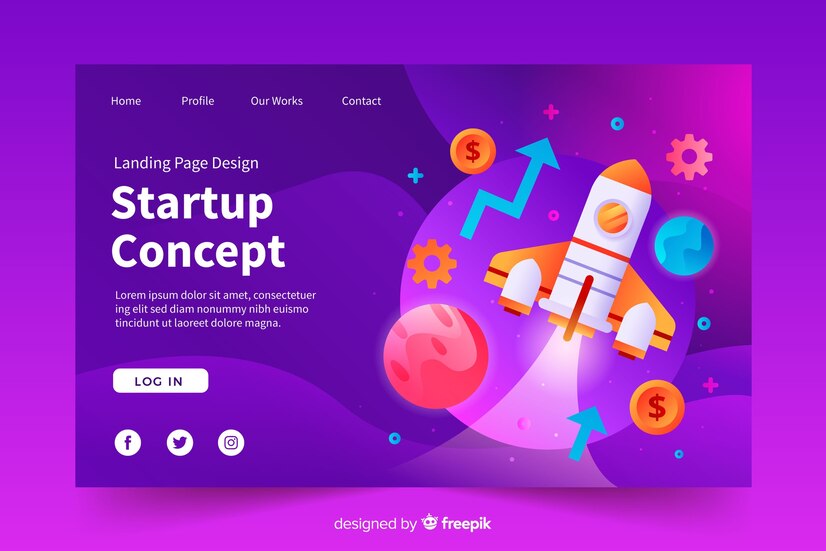 Home Profile Our Works Contact
Landing Page Design
Startup
Concept
Lorem ipsum dolor sit amet, consectetuer
elit sed diam nonummy nibh euismo
tincidunt ut laoreet dolore magna.
LOG IN
$
$
designed by freepik